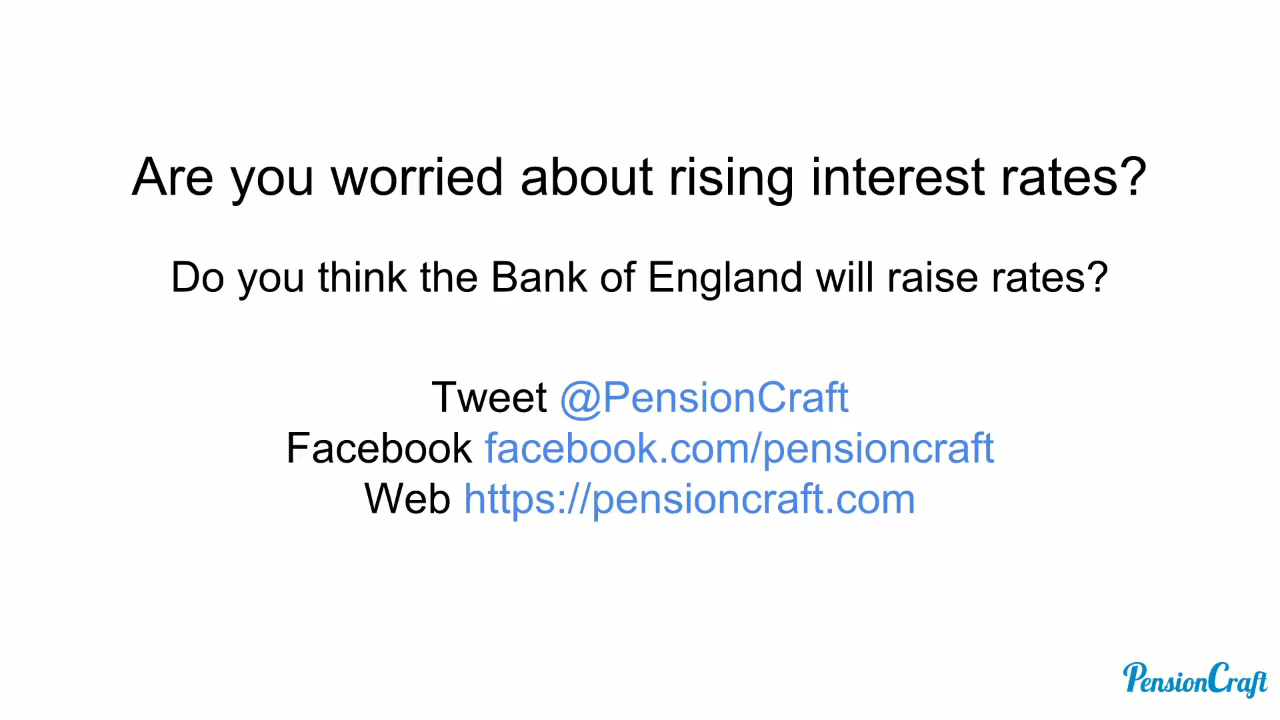 Are you worried about rising interest rates?
Do you think the Bank of England will raise rates?
Tweet @PensionCraft
Facebook facebook.com/pensioncraft
Web https://pensioncraft.com
PensionCraft